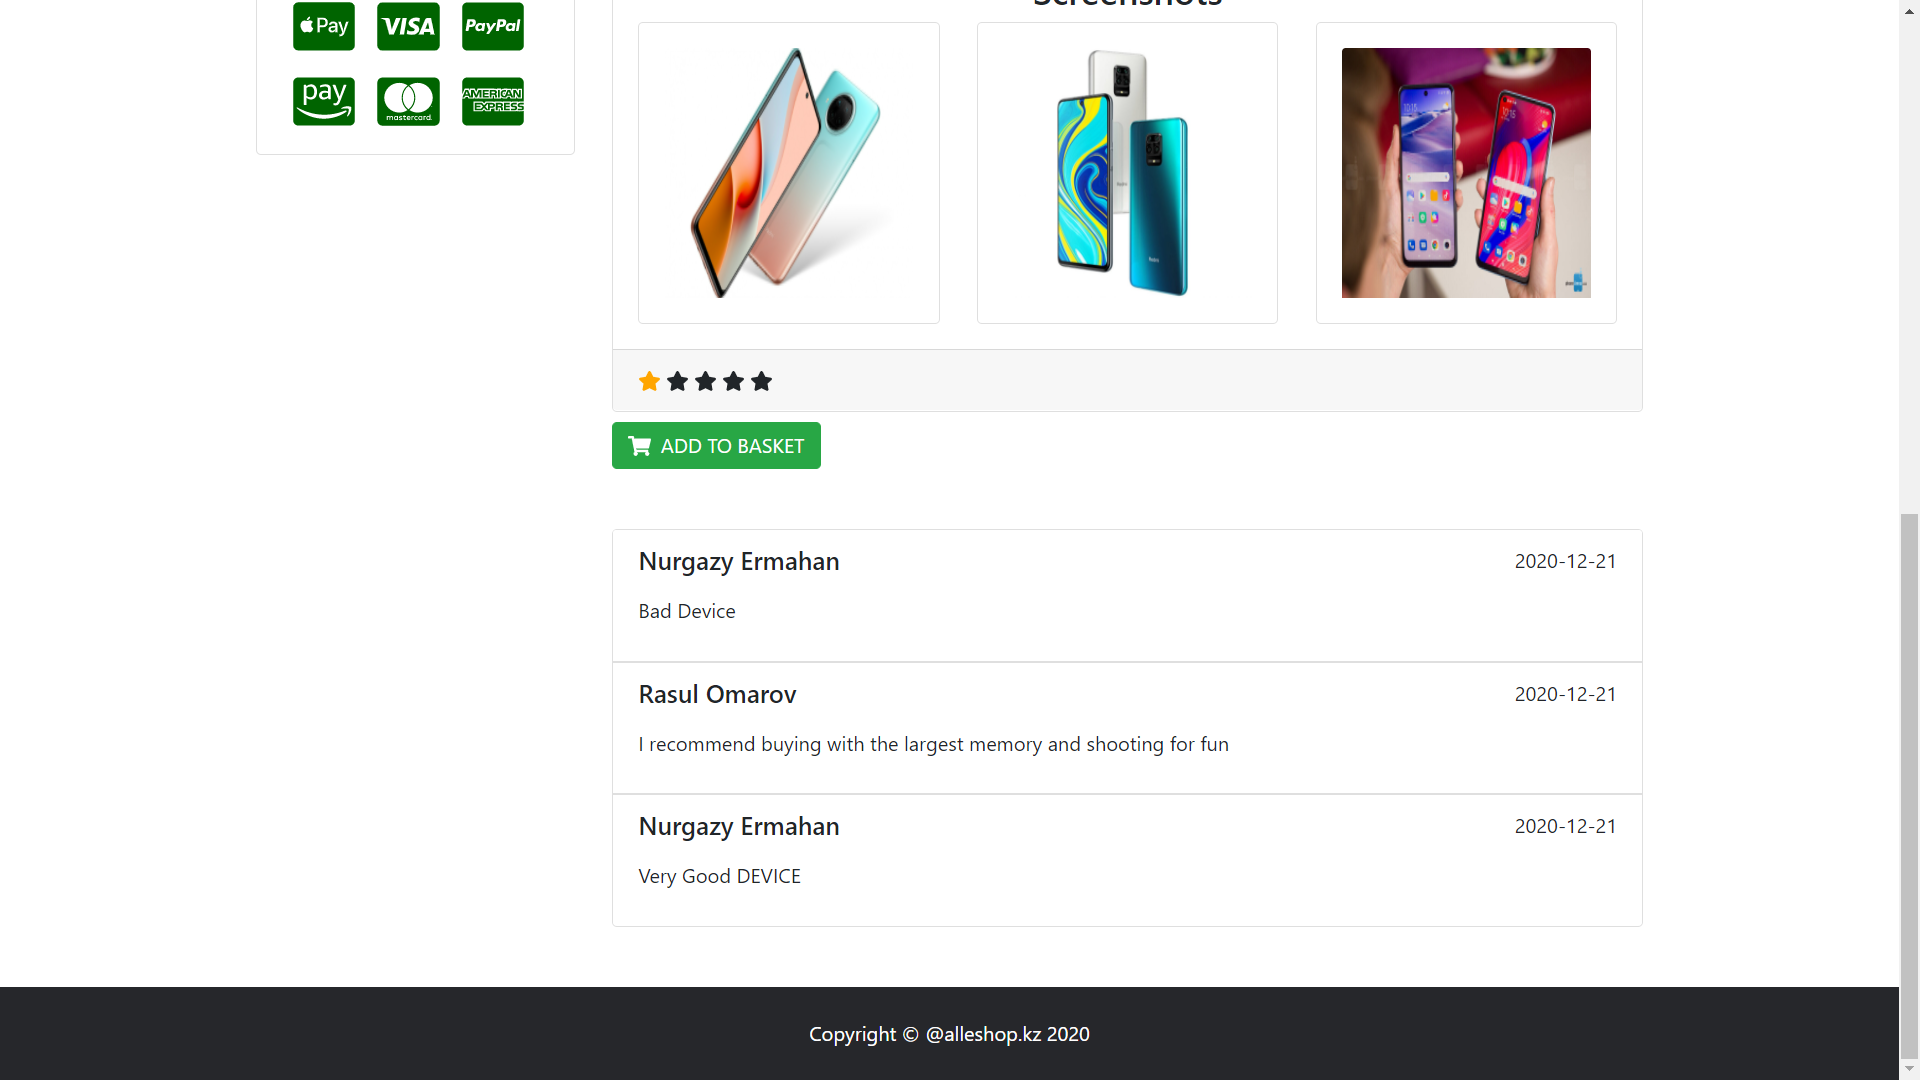 Pay
VISA
PayPal
pay
mastercard.
AMERICAN
EXPRESS
Screenshots
ADD TO BASKET
Nurgazy Ermahan
2020-12-21
Bad Device
Rasul Omarov
2020-12-21
I recommend buying with the largest memory and shooting for fun
Nurgazy Ermahan
2020-12-21
Very Good DEVICE
Copyright © @alleshop.kz 2020